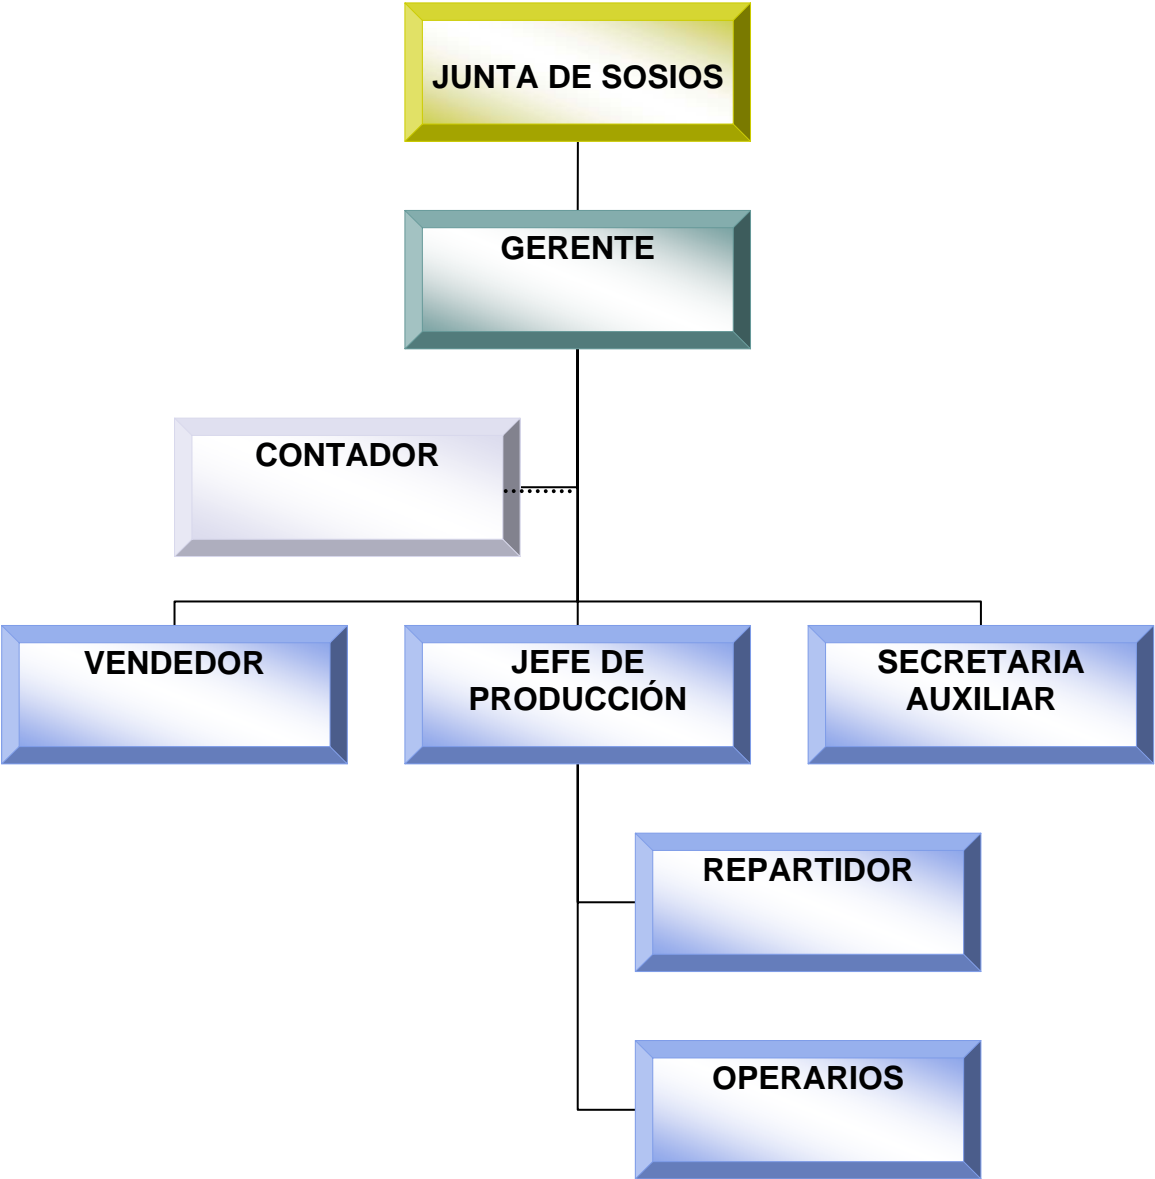 JUNTA DE SOSIOS
GERENTE
CONTADOR
VENDEDOR
JEFE DE
PRODUCCIÓN
SECRETARIA
AUXILIAR
REPARTIDOR
OPERARIOS